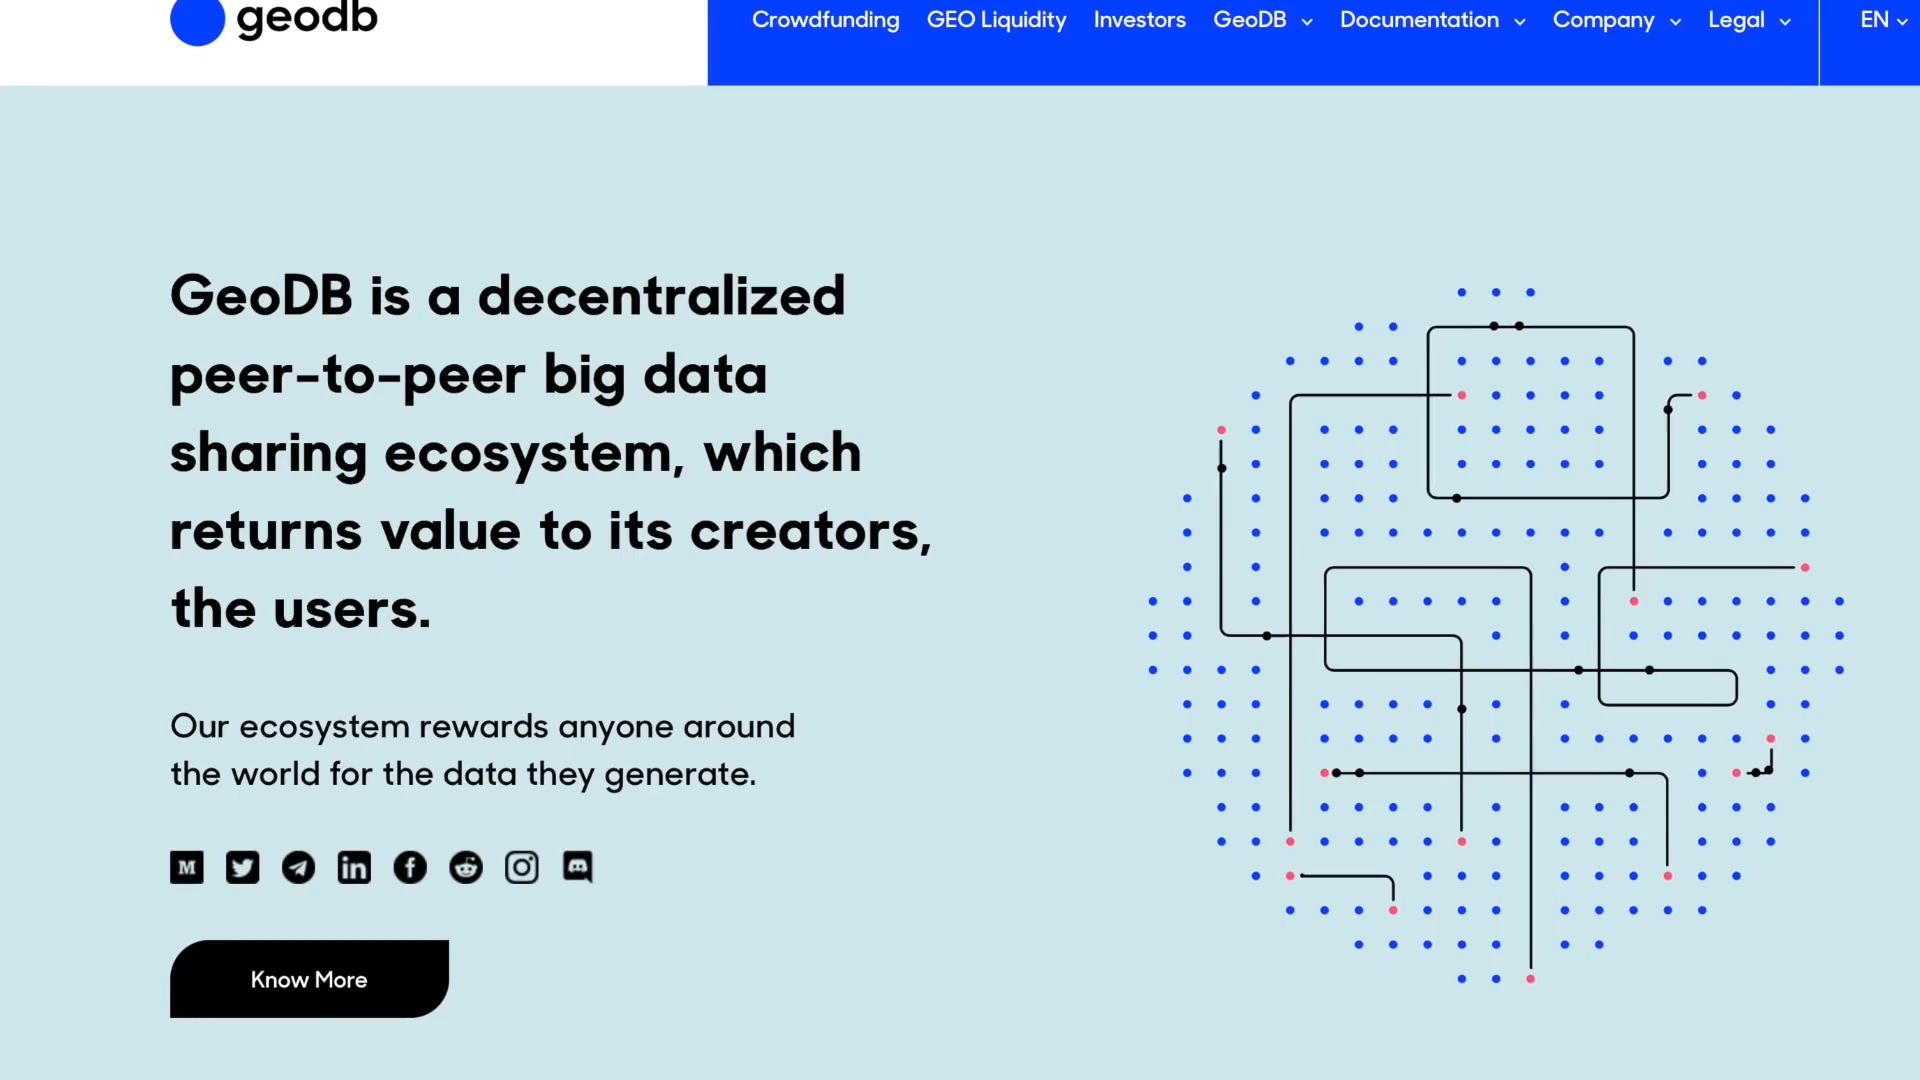 geodb
Crowdfunding GEO Liquidity Investors GeoDB Documentation Company Legal EN
GeoDB is a decentralized
peer-to-peer big data
sharing ecosystem, which
returns value to its creators,
the users.
Our ecosystem rewards anyone around
the world for the data they generate.
M in f
Know More